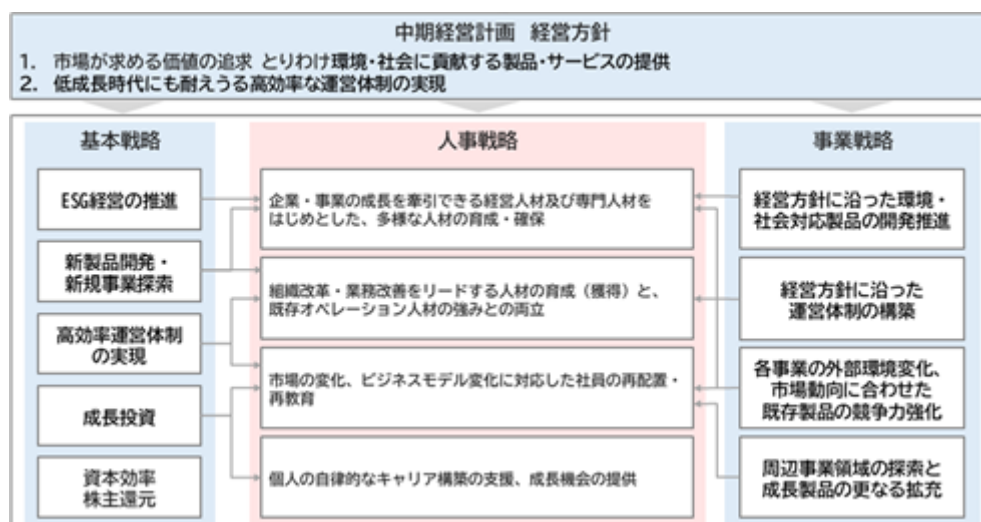 中期経営計画 経営方針
1. 市場が求める価値の追求 とりわけ環境・社会に貢献する製品・サービスの提供
2. 低成長時代にも耐えうる高効率な運営体制の実現
基本戦略
ESG経営の推進
新製品開発・
新規事業探索
高効率運営体制
の実現
成長投資
資本効率
株主還元
人事戦略
企業・事業の成長を牽引できる経営人材及び専門人材を
はじめとした、多様な人材の育成・確保
組織改革・業務改善をリードする人材の育成（獲得）と、
既存オペレーション人材の強みとの両立
市場の変化、ビジネスモデル変化に対応した社員の再配置・
再教育
個人の自律的なキャリア構築の支援、成長機会の提供
事業戦略
経営方針に沿った環境・
社会対応製品の開発推進
経営方針に沿った
運営体制の構築
各事業の外部環境変化、
市場動向に合わせた
既存製品の競争力強化
周辺事業領域の探索と
成長製品の更なる拡充